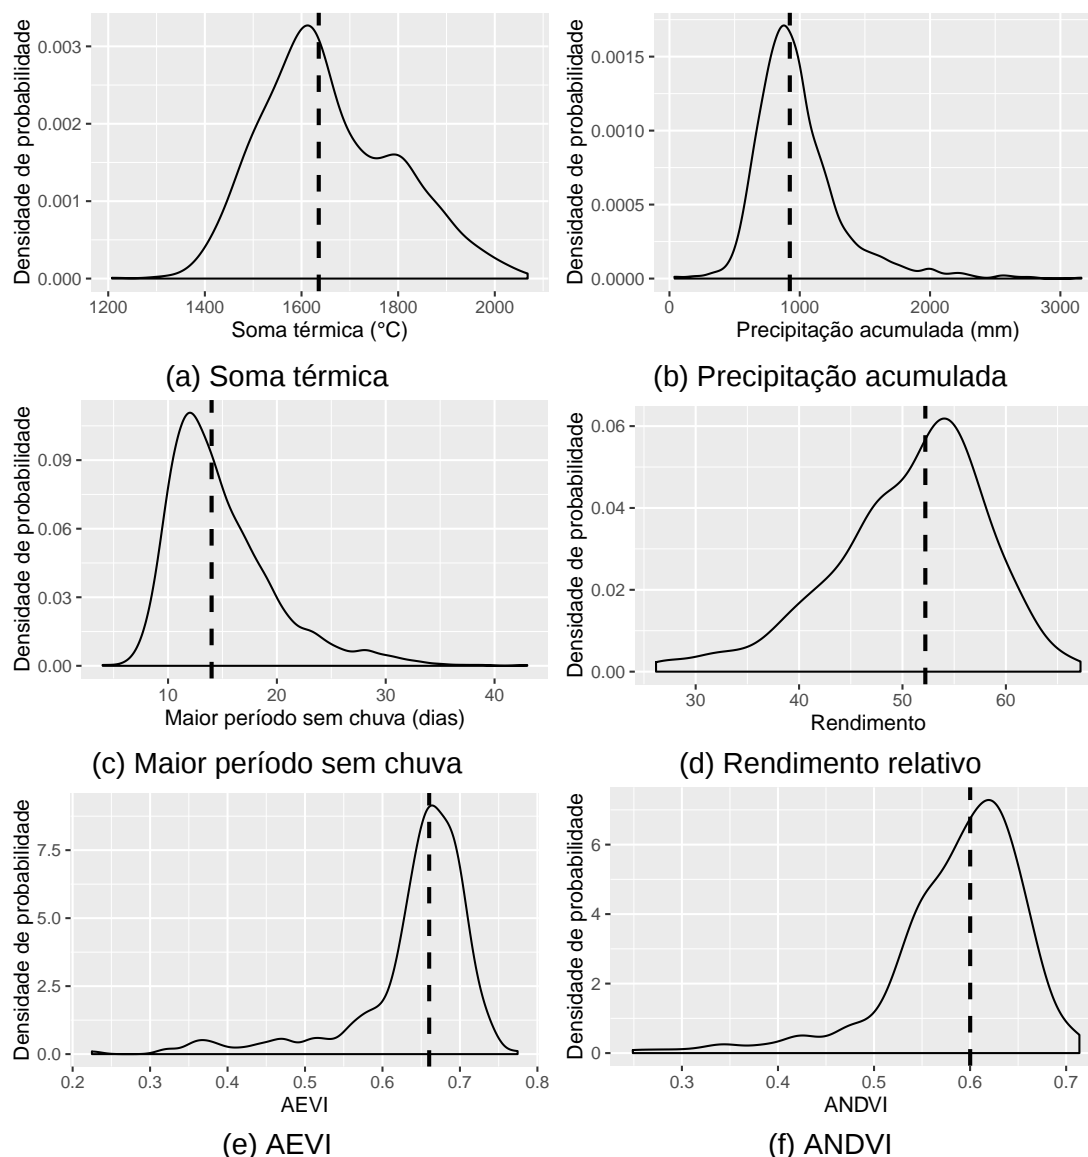 Densidade de probabilidade
0.003
0.002
0.001
0.000
1200 1400 1600 1800 2000
Soma térmica (°C)
(a) Soma térmica
Densidade de probabilidade
0.0015
0.0010
0.0005
0.0000
0 1000 2000 3000
Precipitação acumulada (mm)
(b) Precipitação acumulada
Densidade de probabilidade
0.09
0.06
0.03
0.00
10 20 30 40
Maior período sem chuva (dias)
(c) Maior período sem chuva
Densidade de probabilidade
0.06
0.04
0.02
0.00
30 40 50 60
Rendimento
(d) Rendimento relativo
Densidade de probabilidade
7.5
5.0
2.5
0.0
0.2 0.3 0.4 0.5 0.6 0.7 0.8
AEVI
(e) AEVI
Densidade de probabilidade
6
4
2
0
0.3 0.4 0.5 0.6 0.7
ANDVI
(f) ANDVI